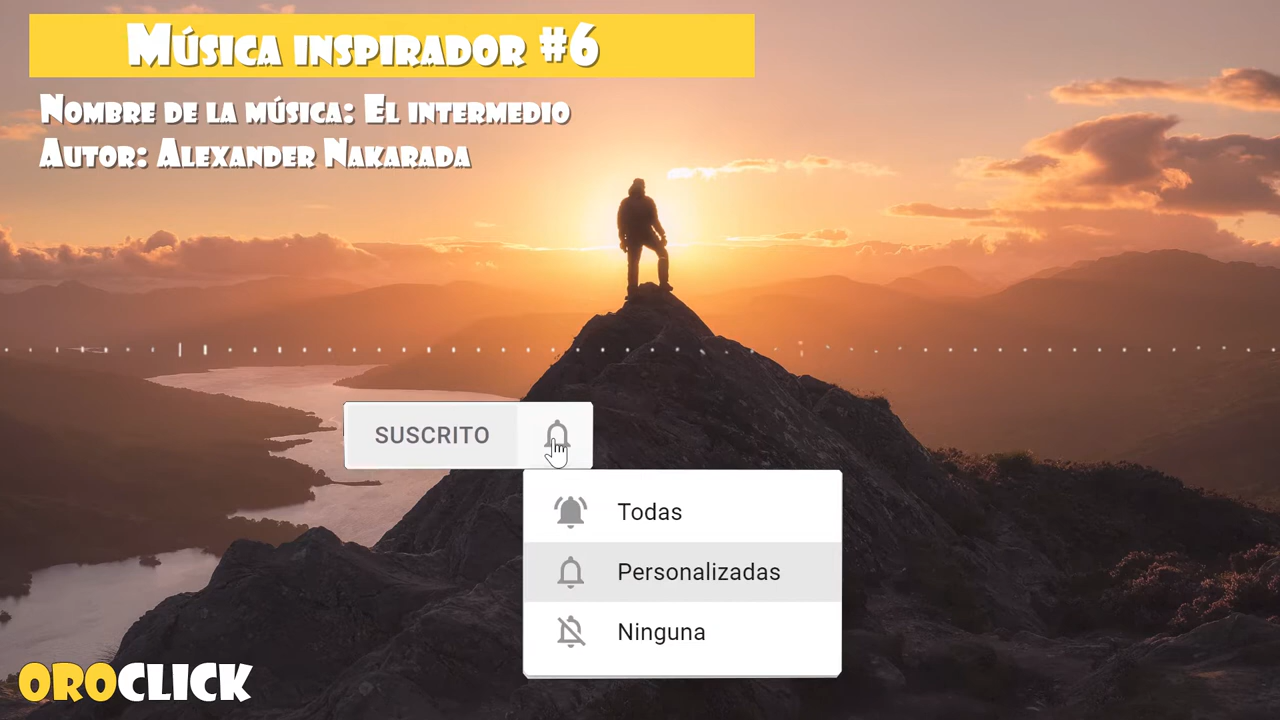 Música inspirador #6
Nombre de la música: El intermedio
Autor: Alexander Nakarada
SUSCRITO
Todas
Personalizadas
Ninguna
OROCLICK